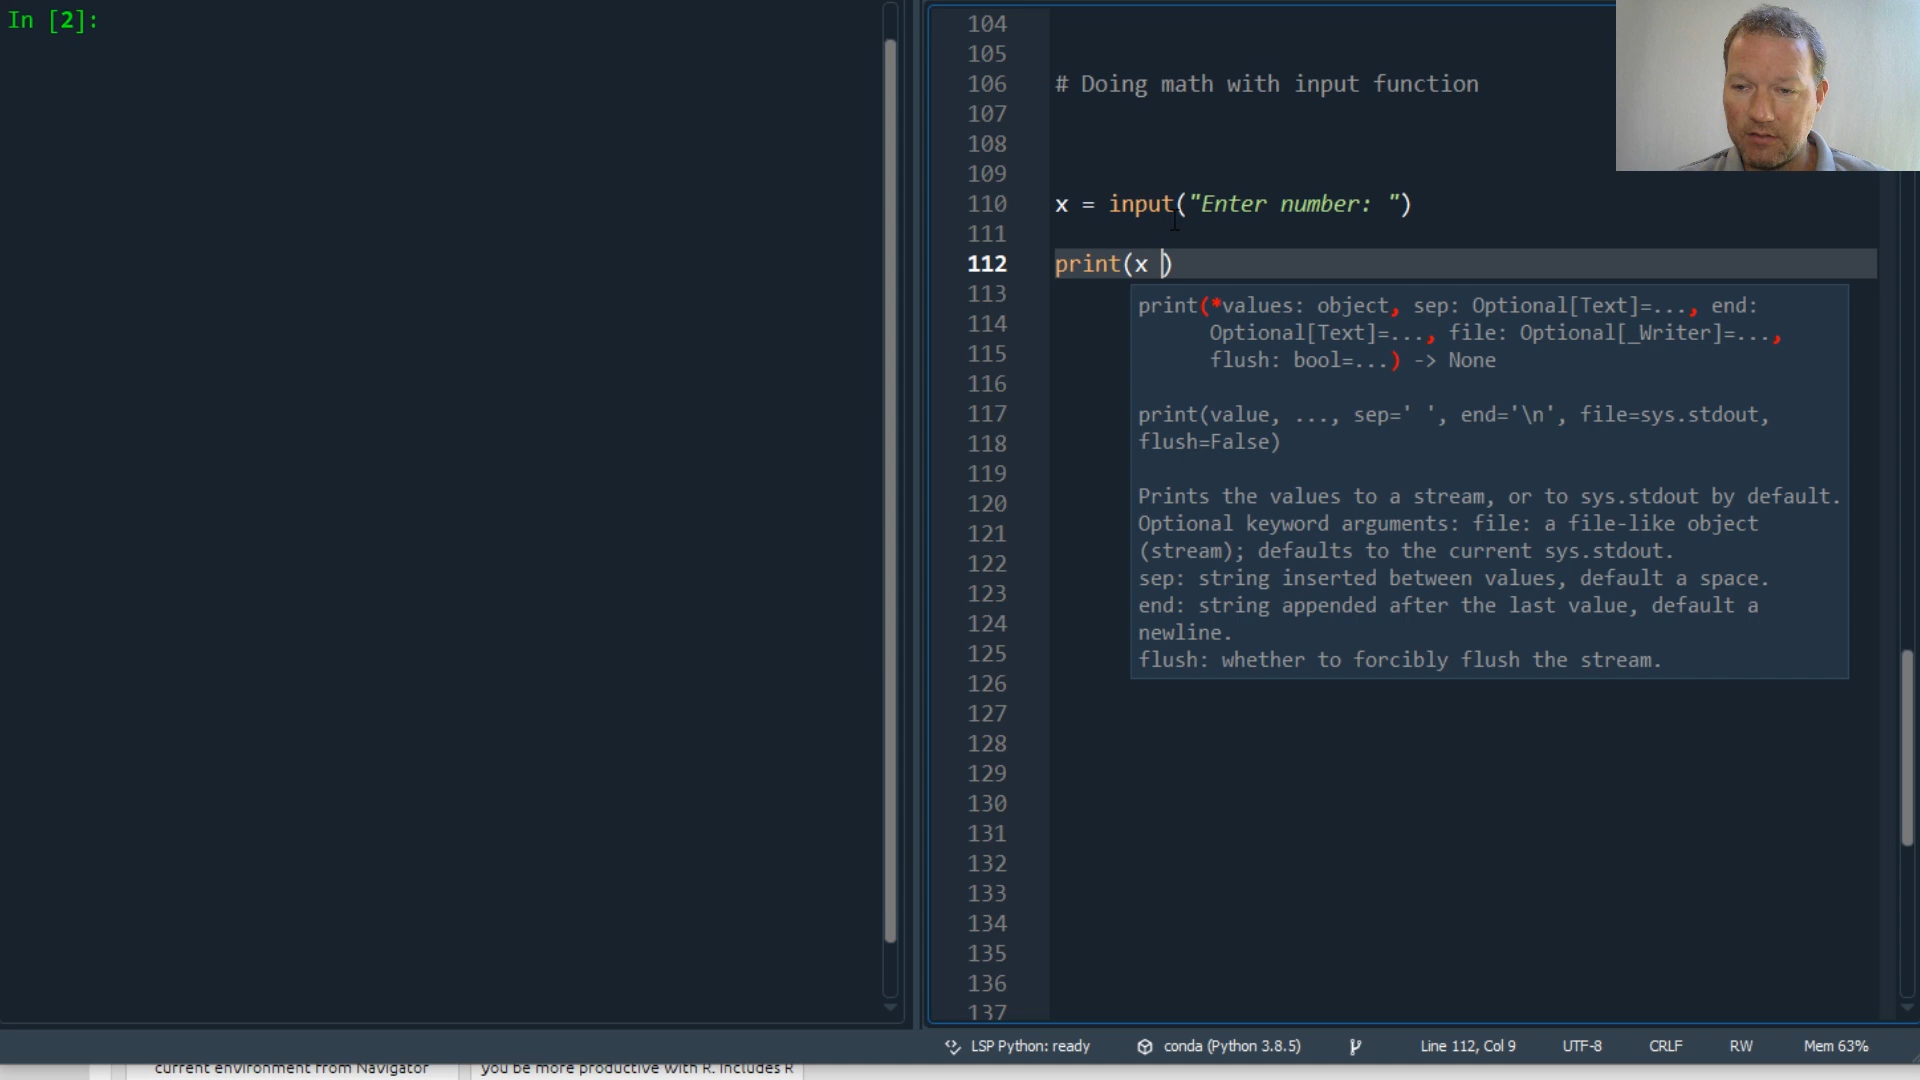 In [2]:
104
105
106 # Doing math with input function
107
108
109
110 x = input("Enter number: ")
111
112 print(x )
113
print(*values: object, sep: Optional[Text]=..., end:
114
Optional[Text]=..., file: Optional[_Writer]=...,
115
flush: bool=...) -> None
116
117
print(value, ..., sep=' ', end='\n', file=sys.stdout,
118
flush=False)
119
120
Prints the values to a stream, or to sys.stdout by default.
121
Optional keyword arguments: file: a file-like object
122
(stream); defaults to the current sys.stdout.
123
sep: string inserted between values, default a space.
124
end: string appended after the last value, default a
125
newline.
flush: whether to forcibly flush the stream.
126
127
128
129
130
131
132
133
134
135
136
137
LSP Python: ready conda (Python 3.8.5) Line 112, Col 9 UTF-8 CRLF RW Mem 63%
current environment from Navigator you be more productive with R. Includes R